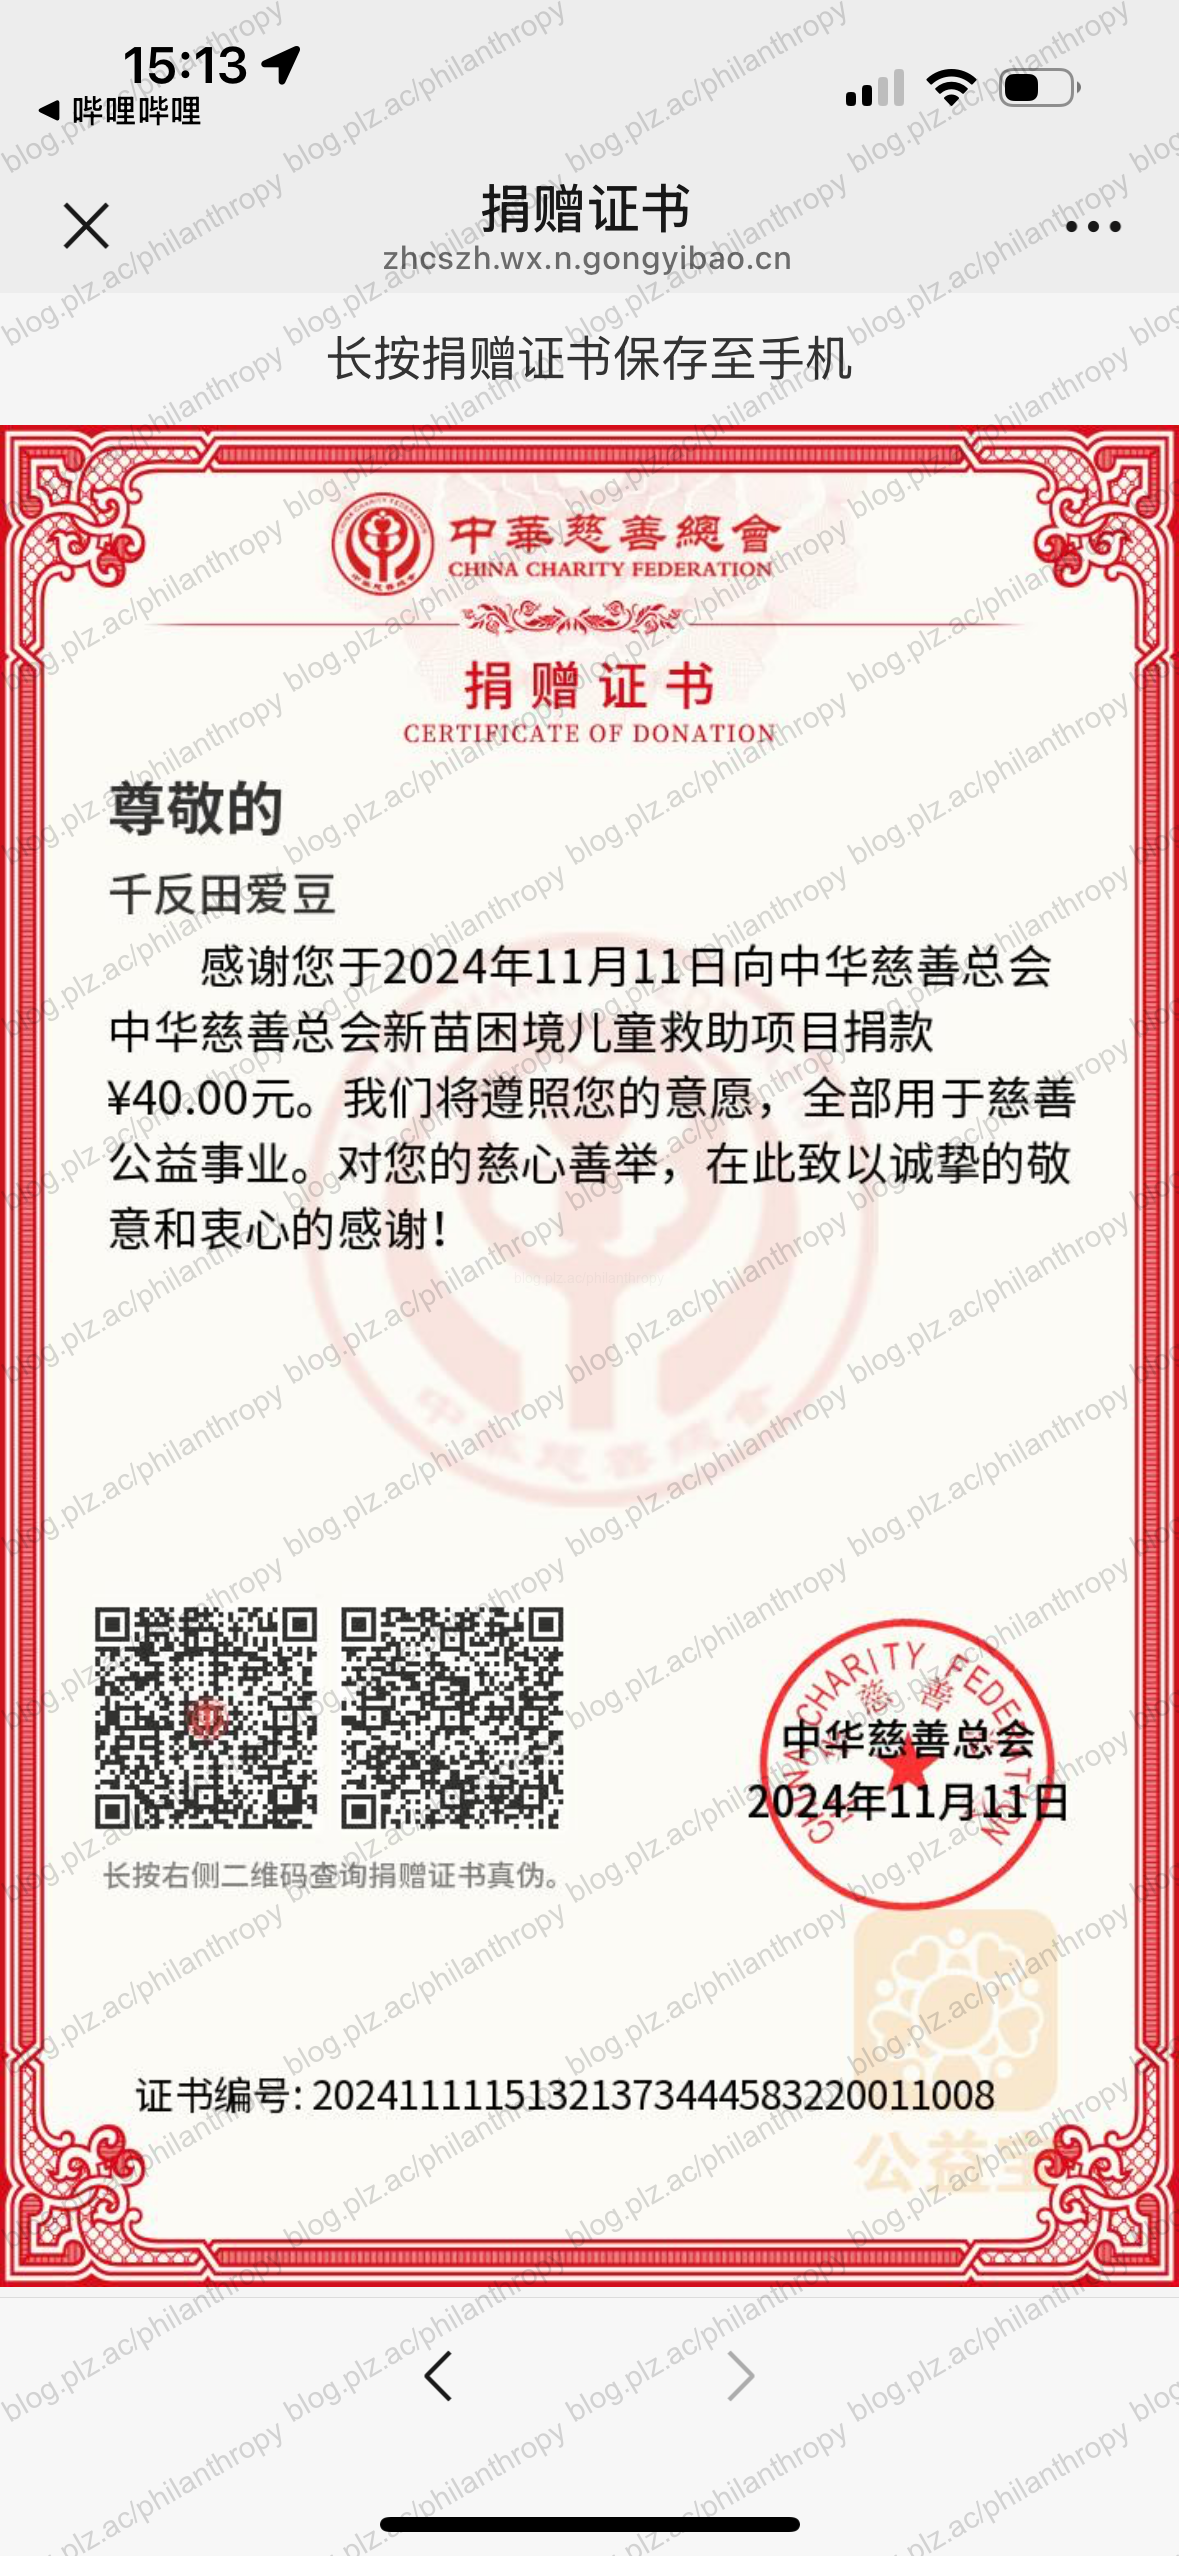 15:13
哔哩哔哩
捐赠证书
zhcszh.wx.n.gongyibao.cn
长按捐赠证书保存至手机
中華慈善總會
CHINA CHARITY FEDERATION
捐赠证书
CERTIFICATE OF DONATION
尊敬的
千反田爱豆
感谢您于2024年11月11日向中华慈善总会
中华慈善总会新苗困境儿童救助项目捐款
¥40.00元。我们将遵照您的意愿，全部用于慈善
公益事业。对您的慈心善举，在此致以诚挚的敬
意和衷心的感谢！
blog.plz.ac/philanthropy
中華慈善總會
CHINA CHARITY FEDERATION
中华慈善总会
2024年11月11日
长按右侧二维码查询捐赠证书真伪。
证书编号: 20241111151321373444583220011008
公益宝